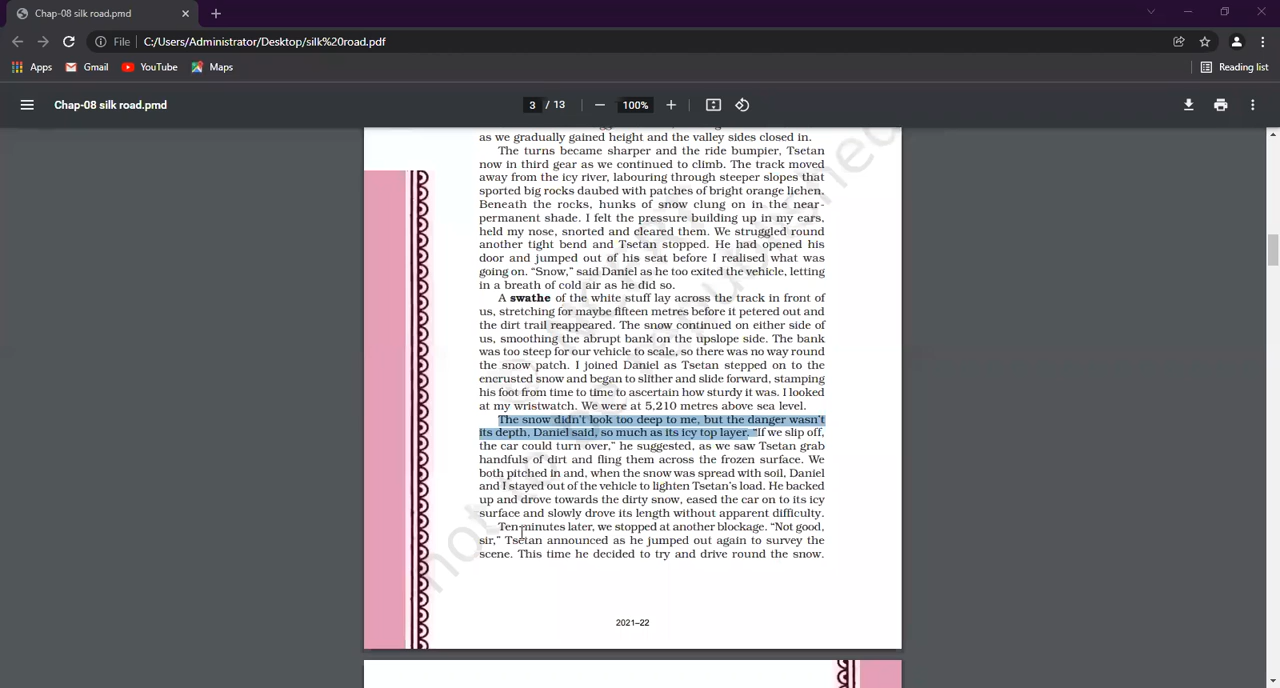 Chap-08 silk road.pmd
File
C:/Users/Administrator/Desktop/silk%20road.pdf
Apps
Gmail
YouTube
Maps
Reading list
Chap-08 silk road.pmd
3 / 13
100%
as we gradually gained height and the valley sides closed in.
The turns became sharper and the ride bumpier, Tsetan
now in third gear as we continued to climb. The track moved
away from the icy river, labouring through steeper slopes that
sported big rocks daubed with patches of bright orange lichen.
Beneath the rocks, hunks of snow clung on in the near-
permanent shade. I felt the pressure building up in my ears,
held my nose, snorted and cleared them. We struggled round
another tight bend and Tsetan stopped. He had opened his
door and jumped out of his seat before I realised what was
going on. “Snow,” said Daniel as he too exited the vehicle, letting
in a breath of cold air as he did so.
A swathe of the white stuff lay across the track in front of
us, stretching for maybe fifteen metres before it petered out and
the dirt trail reappeared. The snow continued on either side of
us, smoothing the abrupt bank on the upslope side. The bank
was too steep for our vehicle to scale, so there was no way round
the snow patch. I joined Daniel as Tsetan stepped on to the
encrusted snow and began to slither and slide forward, stamping
his foot from time to time to ascertain how sturdy it was. I looked
at my wristwatch. We were at 5,210 metres above sea level.
The snow didn’t look too deep to me, but the danger wasn’t
its depth, Daniel said, so much as its icy top layer. “If we slip off,
the car could turn over,” he suggested, as we saw Tsetan grab
handfuls of dirt and fling them across the frozen surface. We
both pitched in and, when the snow was spread with soil, Daniel
and I stayed out of the vehicle to lighten Tsetan’s load. He backed
up and drove towards the dirty snow, eased the car on to its icy
surface and slowly drove its length without apparent difficulty.
Ten minutes later, we stopped at another blockage. “Not good,
sir,” Tsetan announced as he jumped out again to survey the
scene. This time he decided to try and drive round the snow.
2021–22